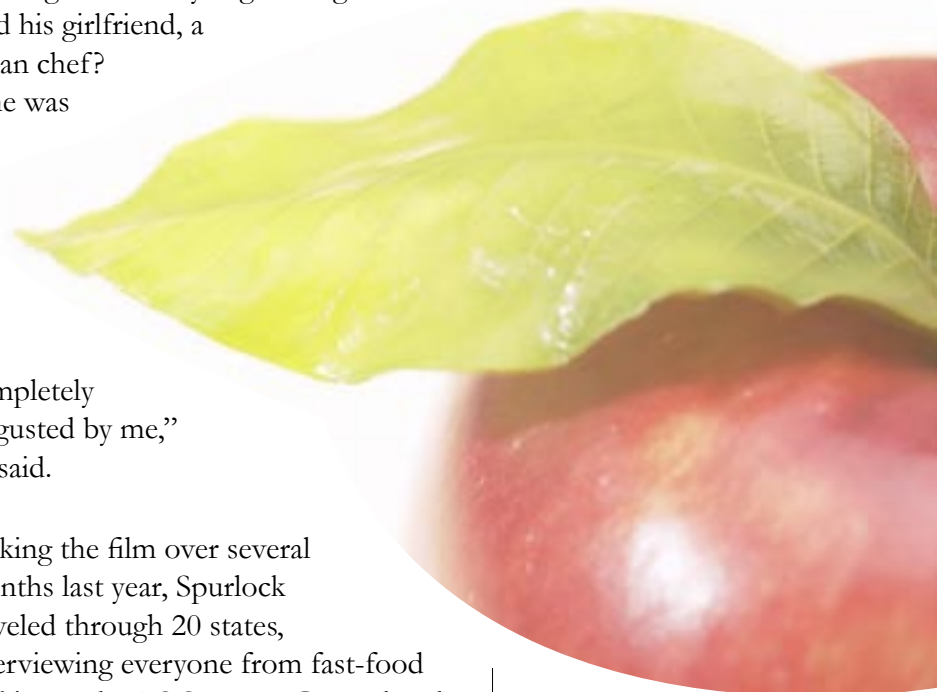 d his girlfriend, a
an chef?
e was
mpletely
gusted by me,”
said.
king the film over several
nths last year, Spurlock
veled through 20 states,
erviewing everyone from fast-food